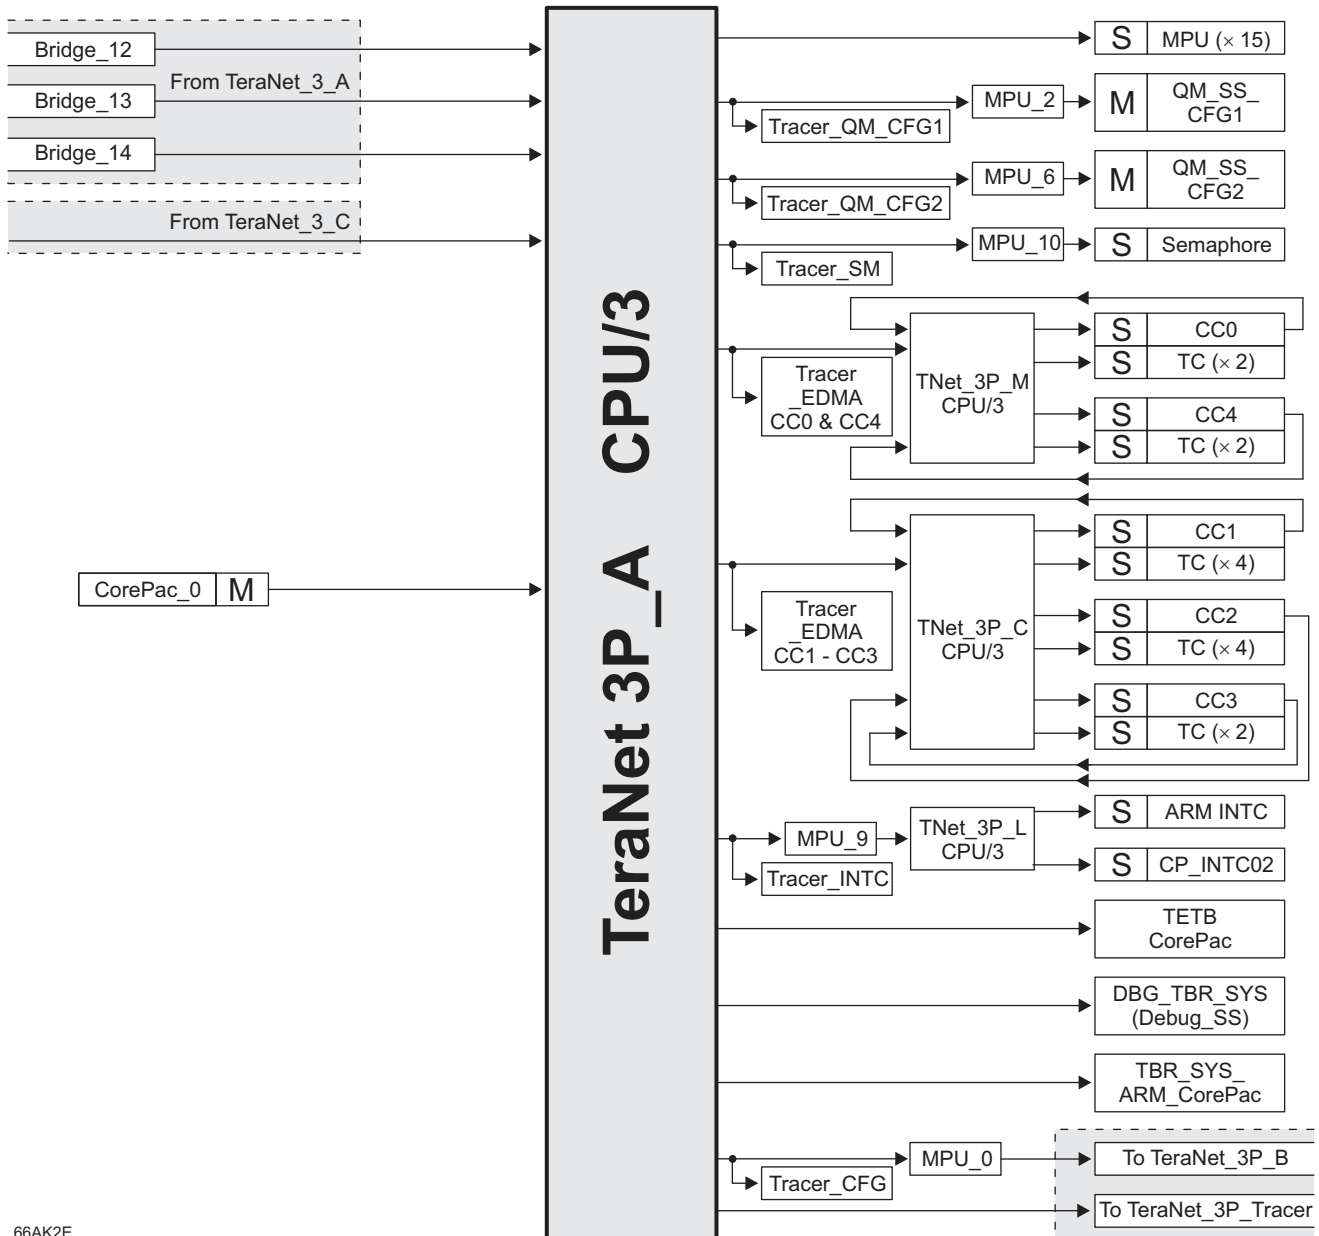 Bridge_12
From TeraNet_3_A
Bridge_13
Bridge_14
From TeraNet_3_C
CorePac_0 M
TeraNet 3P_A CPU/3
S MPU (× 15)
MPU_2
M
QM_SS_
CFG1
Tracer_QM_CFG1
MPU_6
M
QM_SS_
CFG2
Tracer_QM_CFG2
MPU_10
S Semaphore
Tracer_SM
Tracer
_EDMA
CC0 & CC4
TNet_3P_M
CPU/3
S CC0
S TC (× 2)
S CC4
S TC (× 2)
Tracer
_EDMA
CC1 - CC3
TNet_3P_C
CPU/3
S CC1
S TC (× 4)
S CC2
S TC (× 4)
S CC3
S TC (× 2)
MPU_9
Tracer_INTC
TNet_3P_L
CPU/3
S ARM INTC
S CP_INTC02
TETB
CorePac
DBG_TBR_SYS
(Debug_SS)
TBR_SYS_
ARM_CorePac
MPU_0
Tracer_CFG
To TeraNet_3P_B
To TeraNet_3P_Tracer
66AK2E